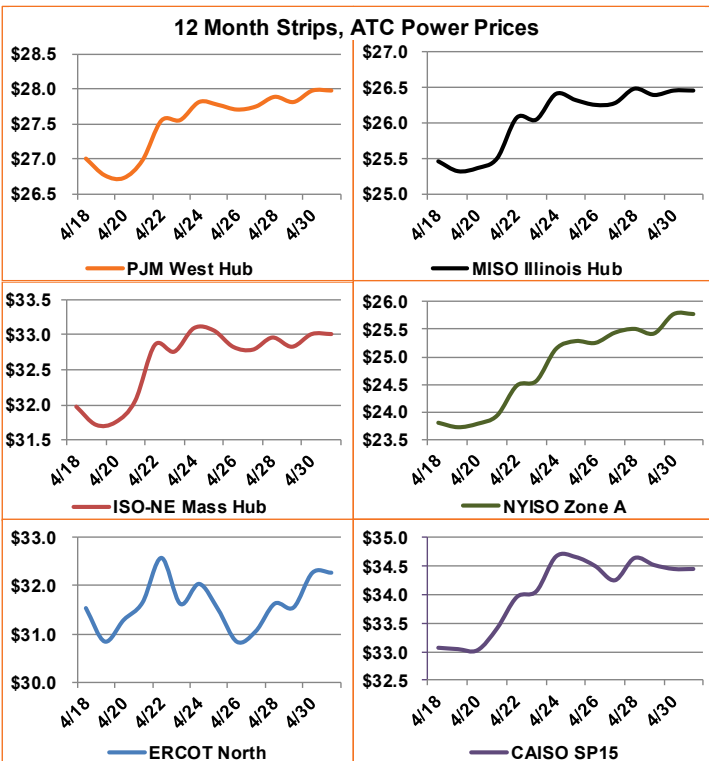 12 Month Strips, ATC Power Prices
$28.5
$28.0
$27.5
$27.0
$26.5
4/18 4/20 4/22 4/24 4/26 4/28 4/30
PJM West Hub
$27.0
$26.5
$26.0
$25.5
$25.0
4/18 4/20 4/22 4/24 4/26 4/28 4/30
MISO Illinois Hub
$33.5
$33.0
$32.5
$32.0
$31.5
4/18 4/20 4/22 4/24 4/26 4/28 4/30
ISO-NE Mass Hub
$26.0
$25.5
$25.0
$24.5
$24.0
$23.5
4/18 4/20 4/22 4/24 4/26 4/28 4/30
NYISO Zone A
$33.0
$32.0
$31.0
$30.0
4/18 4/20 4/22 4/24 4/26 4/28 4/30
ERCOT North
$35.0
$34.5
$34.0
$33.5
$33.0
$32.5
4/18 4/20 4/22 4/24 4/26 4/28 4/30
CAISO SP15